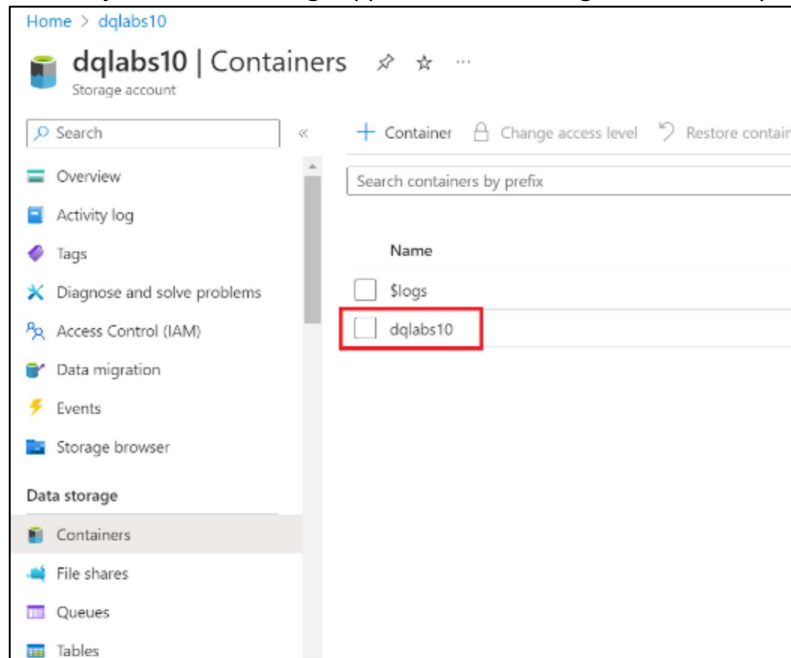 Home > dqlabs10
dqlabs10 | Containers
Storage account
Search
+ Container Change access level Restore
Overview
Search containers by prefix
Activity log
Name
Tags
Diagnose and solve problems
$logs
Access Control (IAM)
dqlabs10
Data migration
Events
Storage browser
Data storage
Containers
File shares
Queues
Tables